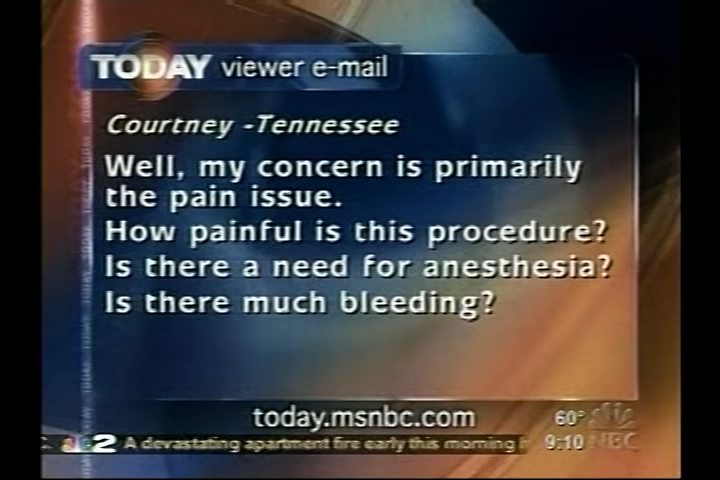 TODAY viewer e-mail
Courtney -Tennessee
Well, my concern is primarily
the pain issue.
How painful is this procedure?
Is there a need for anesthesia?
Is there much bleeding?
today.msnbc.com
60°
C. 2 A devastating apartment fire early this morning 9:10 NBC